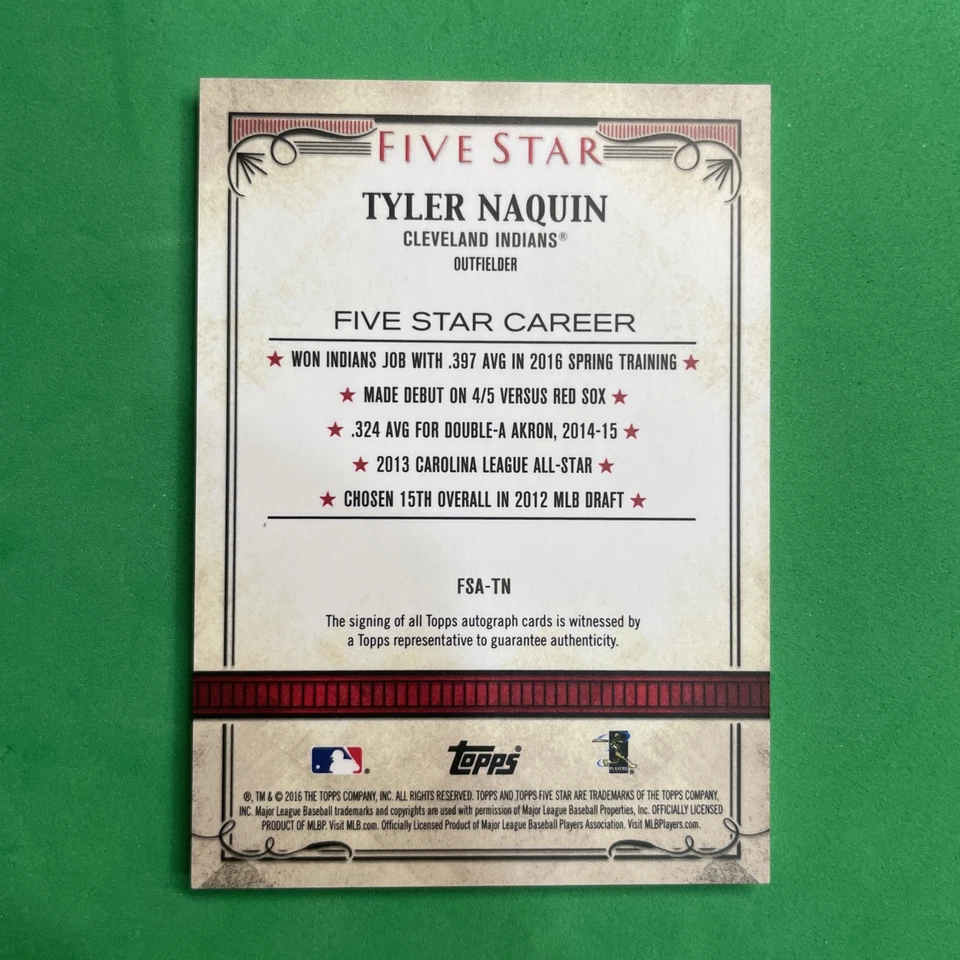 FIVE STAR
TYLER NAQUIN
CLEVELAND INDIANS®
OUTFIELDER
FIVE STAR CAREER
★ WON INDIANS JOB WITH .397 AVG IN 2016 SPRING TRAINING ★
★ MADE DEBUT ON 4/5 VERSUS RED SOX ★
★ .324 AVG FOR DOUBLE-A AKRON, 2014-15 ★
★ 2013 CAROLINA LEAGUE ALL-STAR ★
★ CHOSEN 15TH OVERALL IN 2012 MLB DRAFT ★
FSA-TN
The signing of all Topps autograph cards is witnessed by
a Topps representative to guarantee authenticity.
® topps® PLAYERS ®
®, TM & © 2016 THE TOPPS COMPANY, INC. ALL RIGHTS RESERVED. TOPPS AND TOPPS FIVE STAR ARE TRADEMARKS OF THE TOPPS COMPANY,
INC. Major League Baseball trademarks and copyrights are used with permission of Major League Baseball Properties, Inc. OFFICIALLY LICENSED
PRODUCT OF MLBP. Visit MLB.com. Officially Licensed Product of Major League Baseball Players Association. Visit MLBPlayers.com.